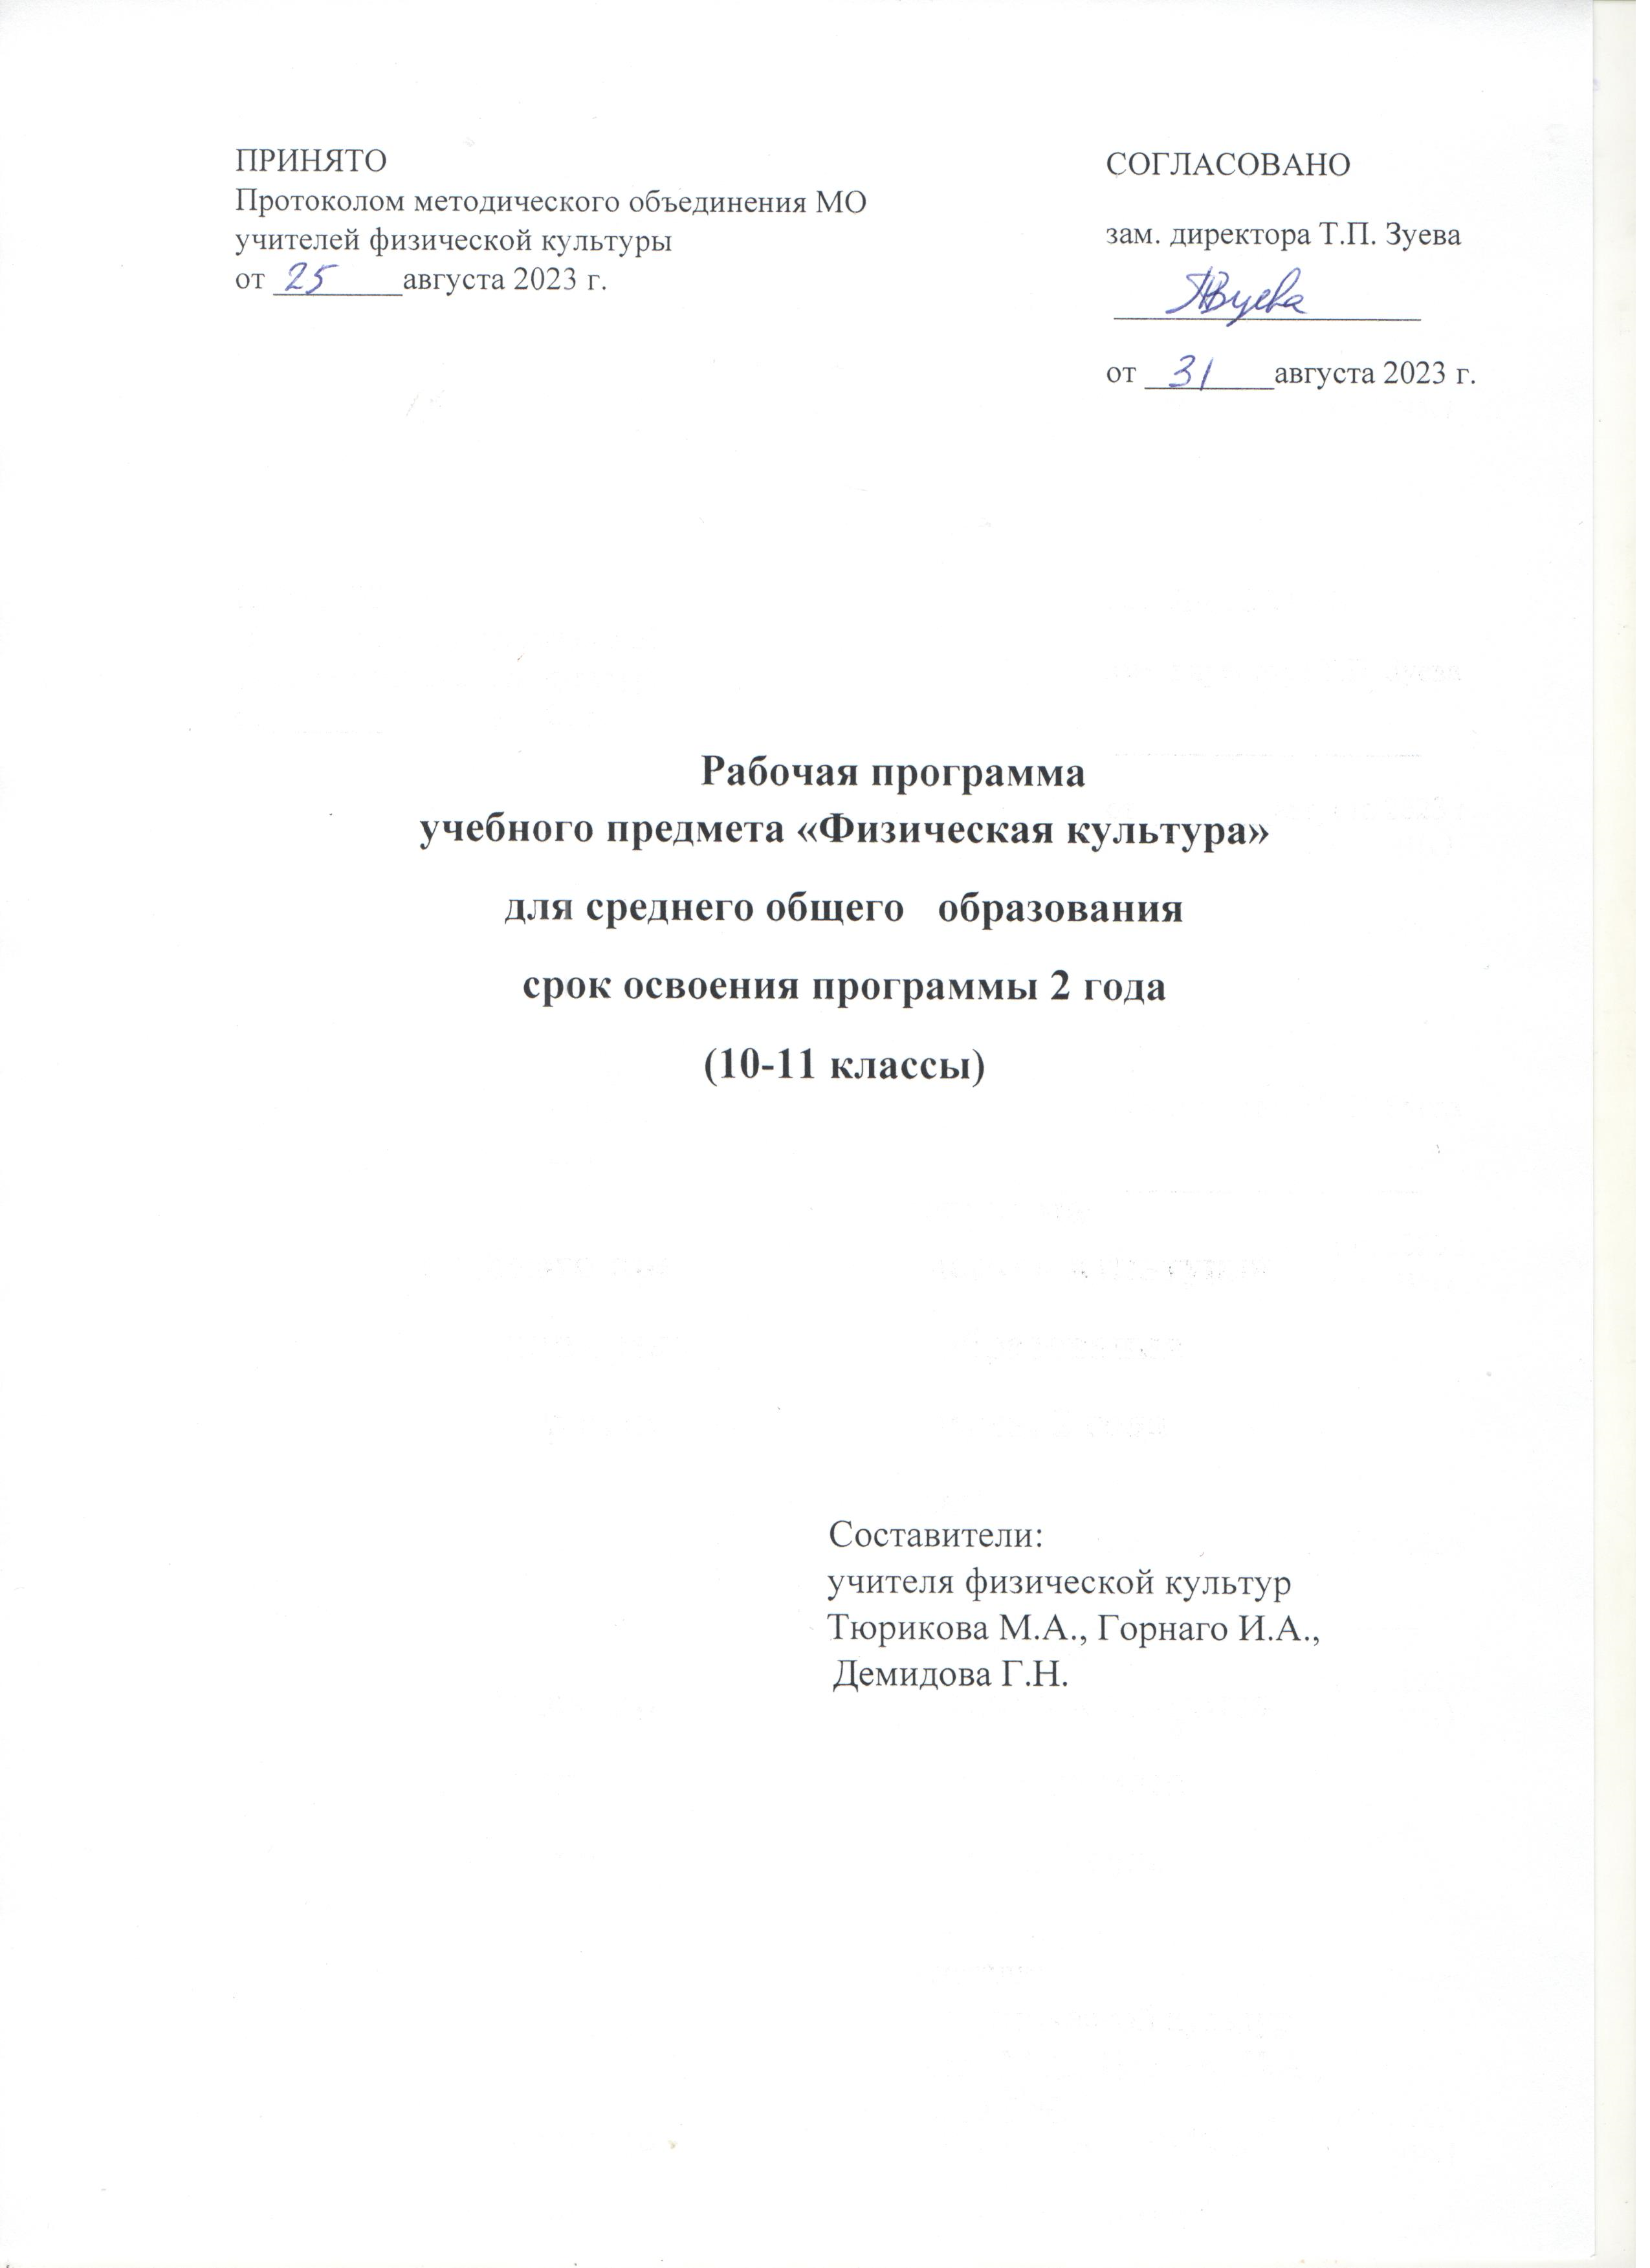 ПРИНЯТО
Протоколом методического объединения МО
учителей физической культуры
от 25 августа 2023 г.
СОГЛАСОВАНО
зам. директора Т.П. Зуева
ТЗуева
от 31 августа 2023 г.
Рабочая программа
учебного предмета «Физическая культура»
для среднего общего образования
срок освоения программы 2 года
(10-11 классы)
Составители:
учителя физической культур
Тюрикова М.А., Горнаго И.А.,
Демидова Г.Н.